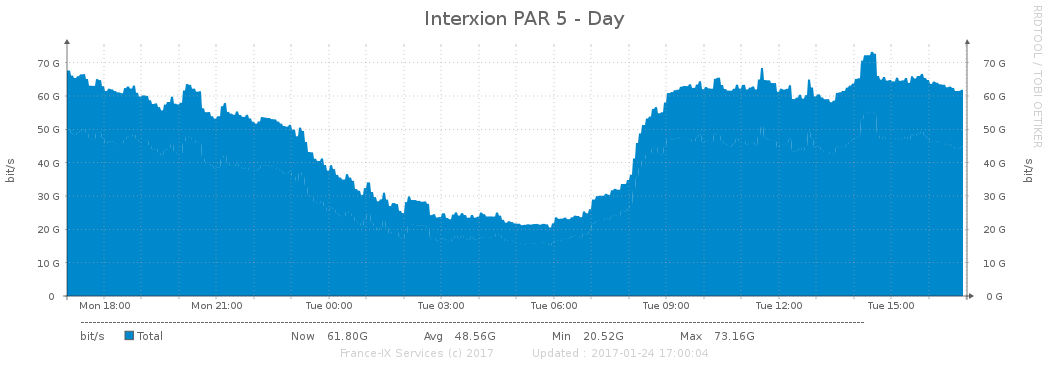 Interxion PAR 5 - Day
RRDTOOL / TOBI OETIKER
bit/s
70 G 70 G
60 G 60 G
50 G 50 G
40 G 40 G
30 G 30 G
20 G 20 G
10 G 10 G
0 0 G
bit/s
Mon 18:00 Mon 21:00 Tue 00:00 Tue 03:00 Tue 06:00 Tue 09:00 Tue 12:00 Tue 15:00
bit/s Total Now 61.80G Avg 48.56G Min 20.52G Max 73.16G
France-IX Services (c) 2017 Updated : 2017-01-24 17:00:04